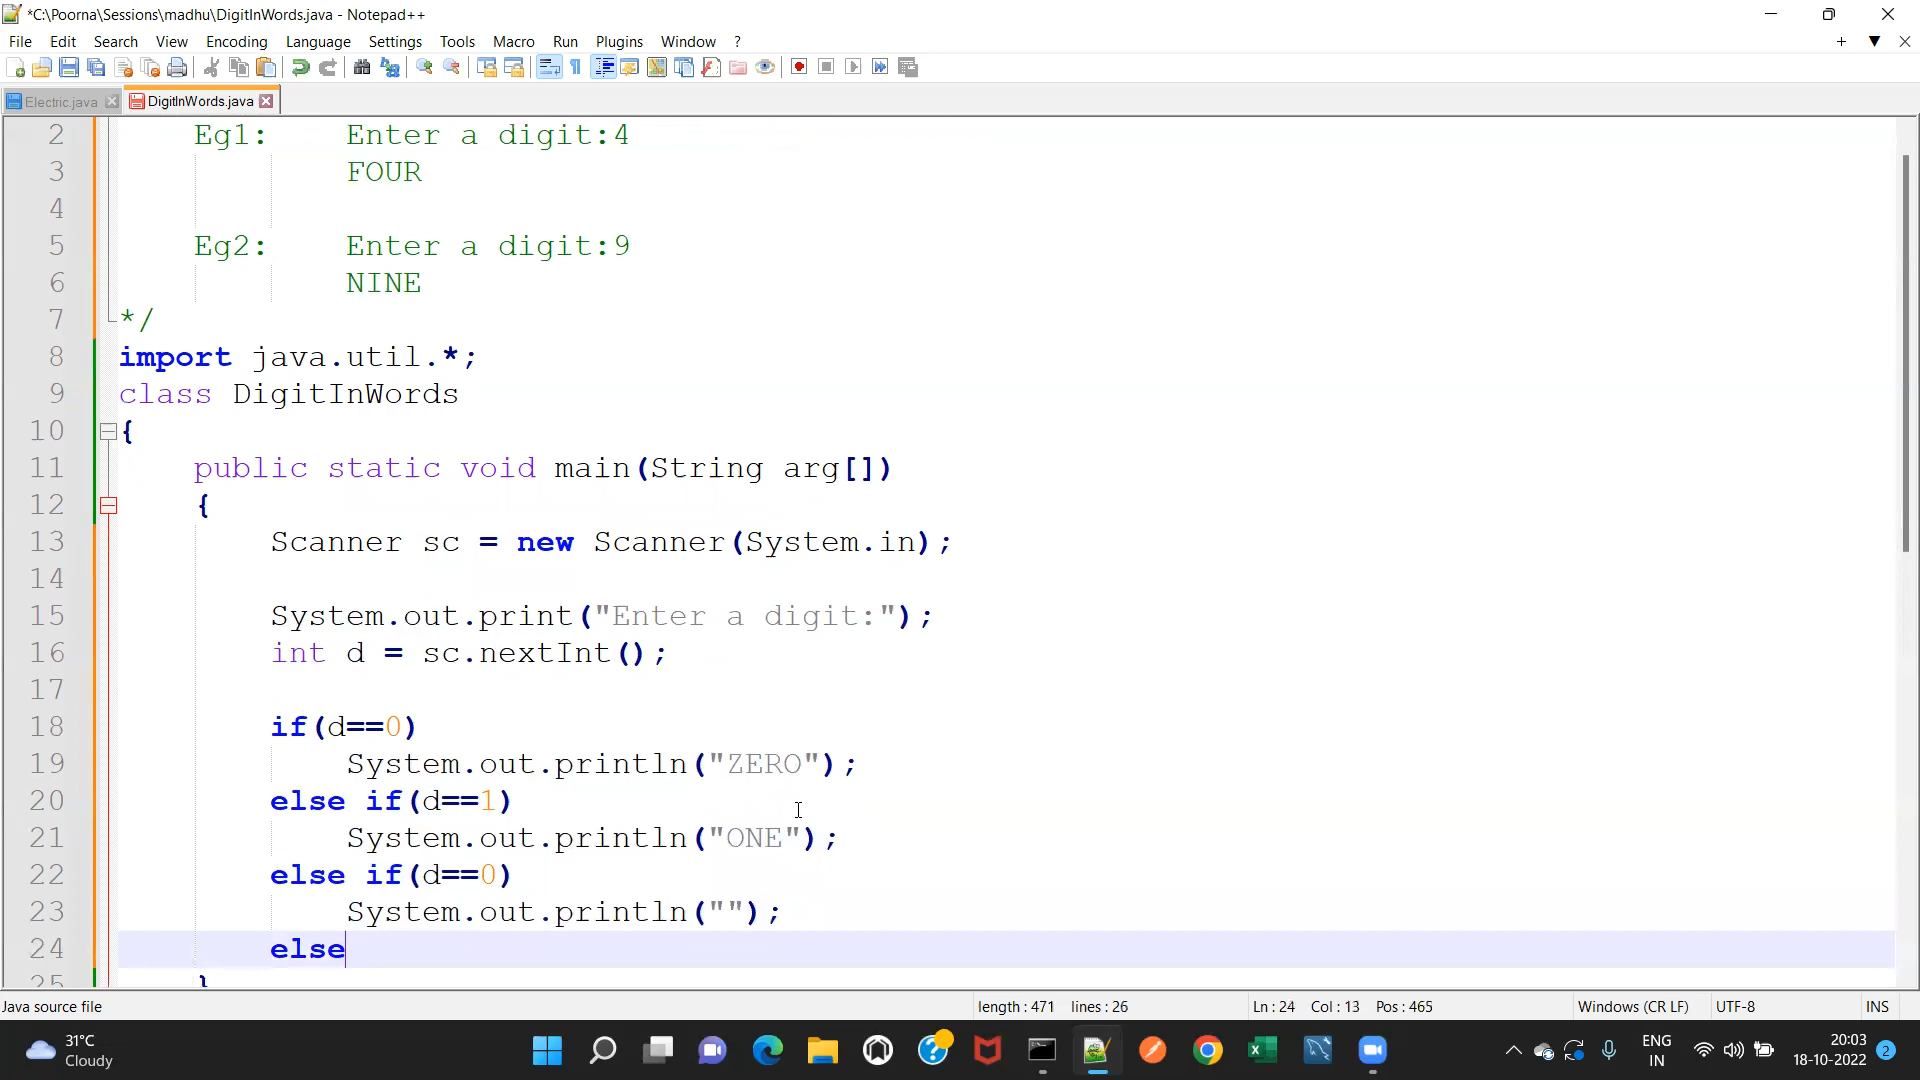 *C:\Poorna\Sessions\madhu\DigitInWords.java - Notepad++
File Edit Search View Encoding Language Settings Tools Macro Run Plugins Window ?
Electric.java DigitInWords.java
2 Eg1: Enter a digit:4
3 FOUR
4
5 Eg2: Enter a digit:9
6 NINE
7 */
8 import java.util.*;
9 class DigitInWords
10 {
11 public static void main(String arg[])
12 {
13 Scanner sc = new Scanner(System.in);
14
15 System.out.print("Enter a digit:");
16 int d = sc.nextInt();
17
18 if(d==0)
19 System.out.println("ZERO");
20 else if(d==1)
21 System.out.println("ONE");
22 else if(d==0)
23 System.out.println("");
24 else
25 }
Java source file length : 471 lines : 26 Ln : 24 Col : 13 Pos : 465 Windows (CR LF) UTF-8 INS
31°C
Cloudy
ENG
IN
20:03
18-10-2022
2